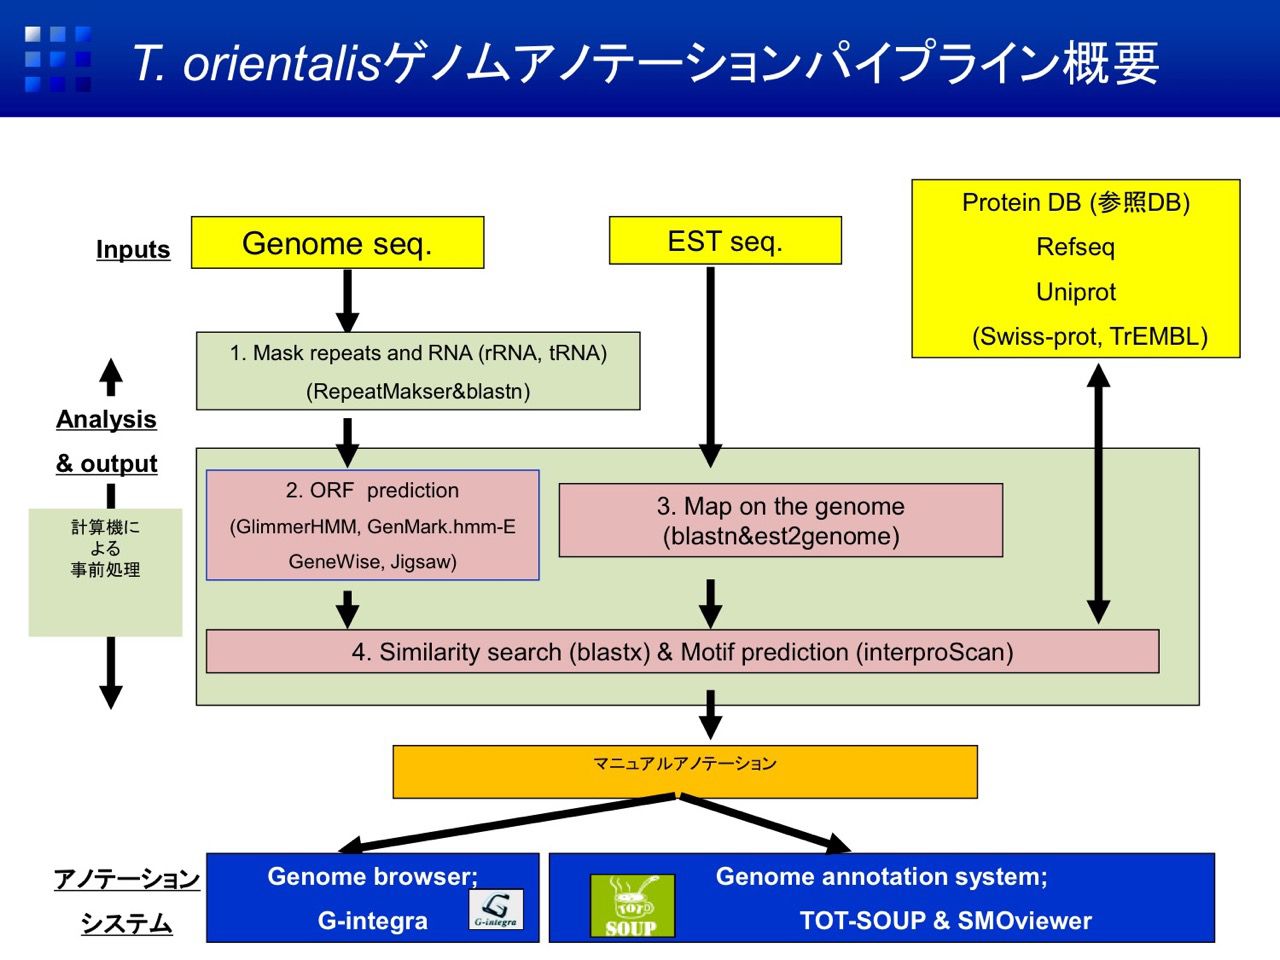 T. orientalisゲノムアノテーションパイプライン概要
Inputs
Genome seq.
EST seq.
Protein DB (参照DB)
Refseq
Uniprot
(Swiss-prot, TrEMBL)
1. Mask repeats and RNA (rRNA, tRNA)
(RepeatMakser&blastn)
Analysis
& output
計算機に
よる
事前処理
2. ORF prediction
(GlimmerHMM, GenMark.hmm-E
GeneWise, Jigsaw)
3. Map on the genome
(blastn&est2genome)
4. Similarity search (blastx) & Motif prediction (interproScan)
マニュアルアノテーション
アノテーション
システム
Genome browser;
G-integra
G-integra
TOTO
SOUP
Genome annotation system;
TOT-SOUP & SMOviewer